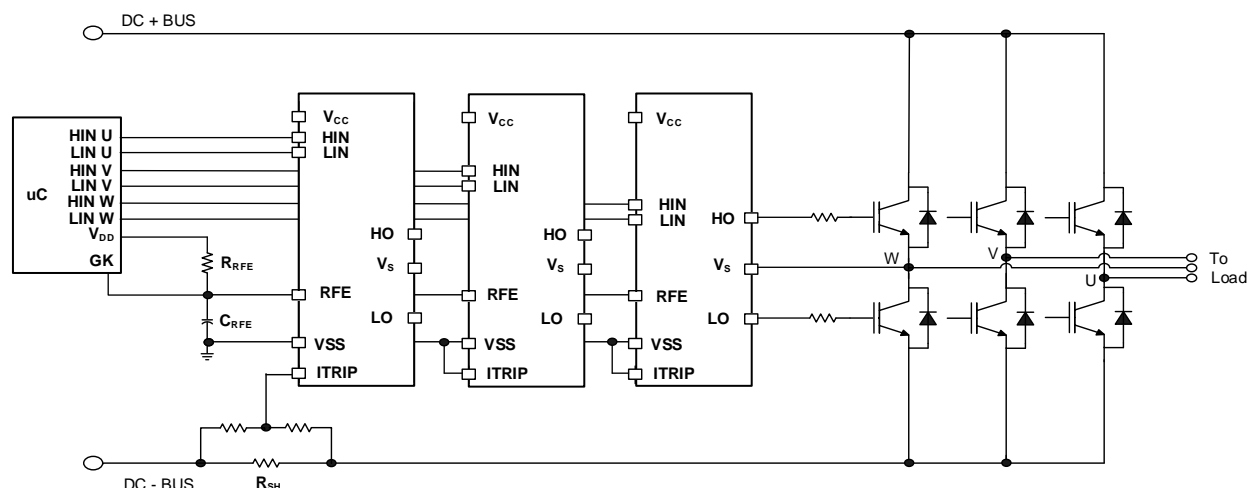 DC + BUS
uC
HIN U
LIN U
HIN V
LIN V
HIN W
LIN W
VDD
GK
RRFE
CRFE
VCC
HIN
LIN
HO
VS
RFE
LO
VSS
ITRIP
VCC
HIN
LIN
HO
VS
RFE
LO
VSS
ITRIP
VCC
HIN
LIN
HO
VS
RFE
LO
VSS
ITRIP
W
V
U
To
Load
DC - BUS
RSH